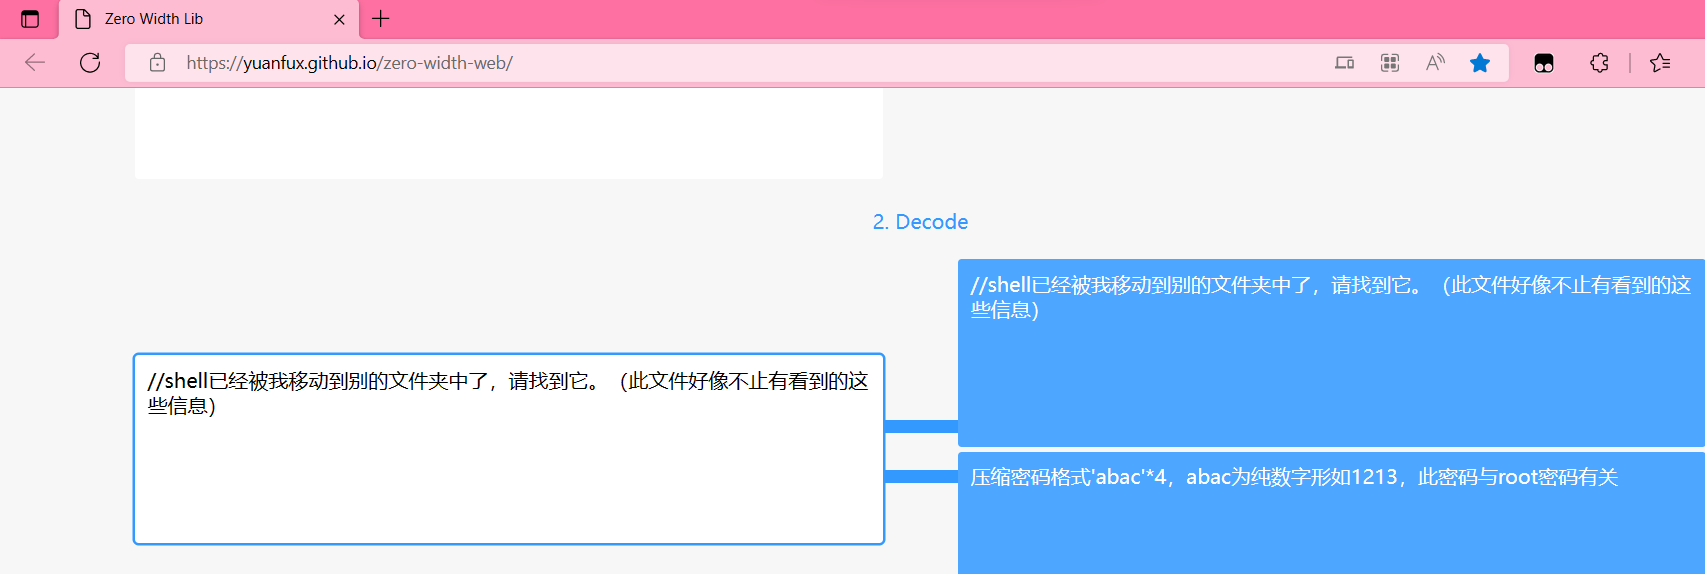 Zero Width Lib
https://yuanfux.github.io/zero-width-web/
2. Decode
//shell已经被我移动到别的文件夹中了，请找到它。（此文件好像不止有看到的这
些信息）
//shell已经被我移动到别的文件夹中了，请找到它。（此文件好像不止有看到的这
些信息）
压缩密码格式'abac'*4，abac为纯数字形如1213，此密码与root密码有关